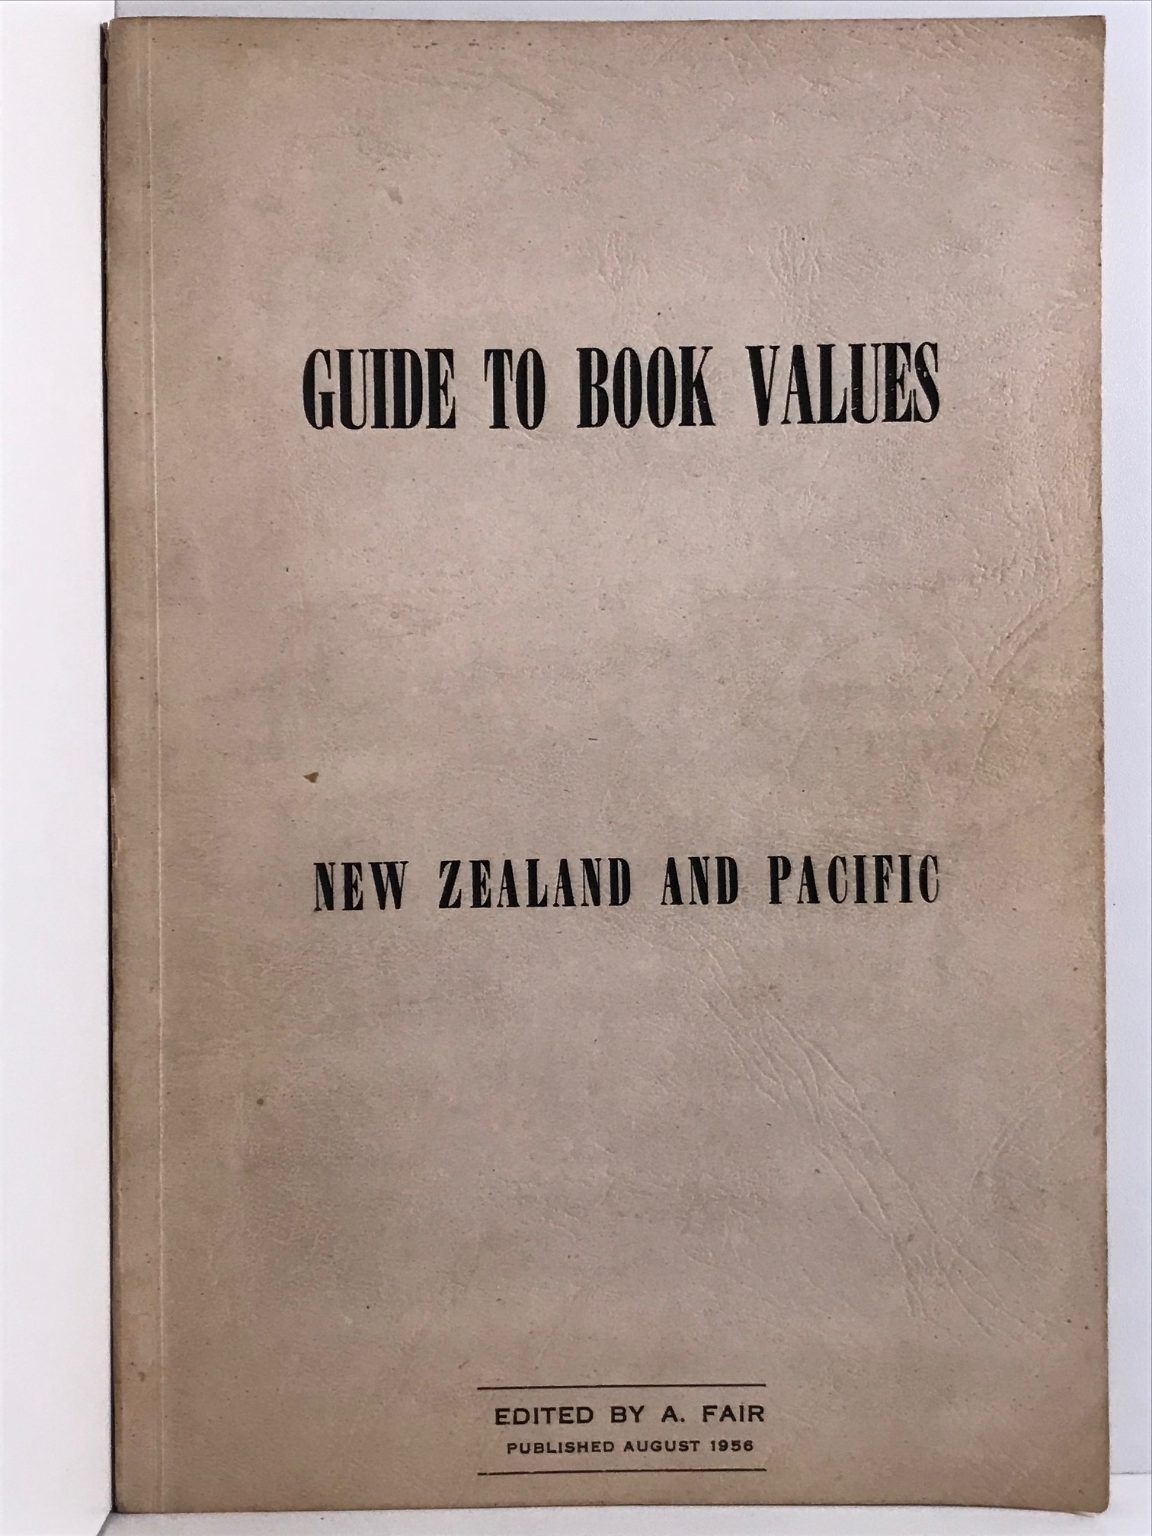 GUIDE TO BOOK VALUES
NEW ZEALAND AND PACIFIC
EDITED BY A. FAIR
PUBLISHED AUGUST 1956